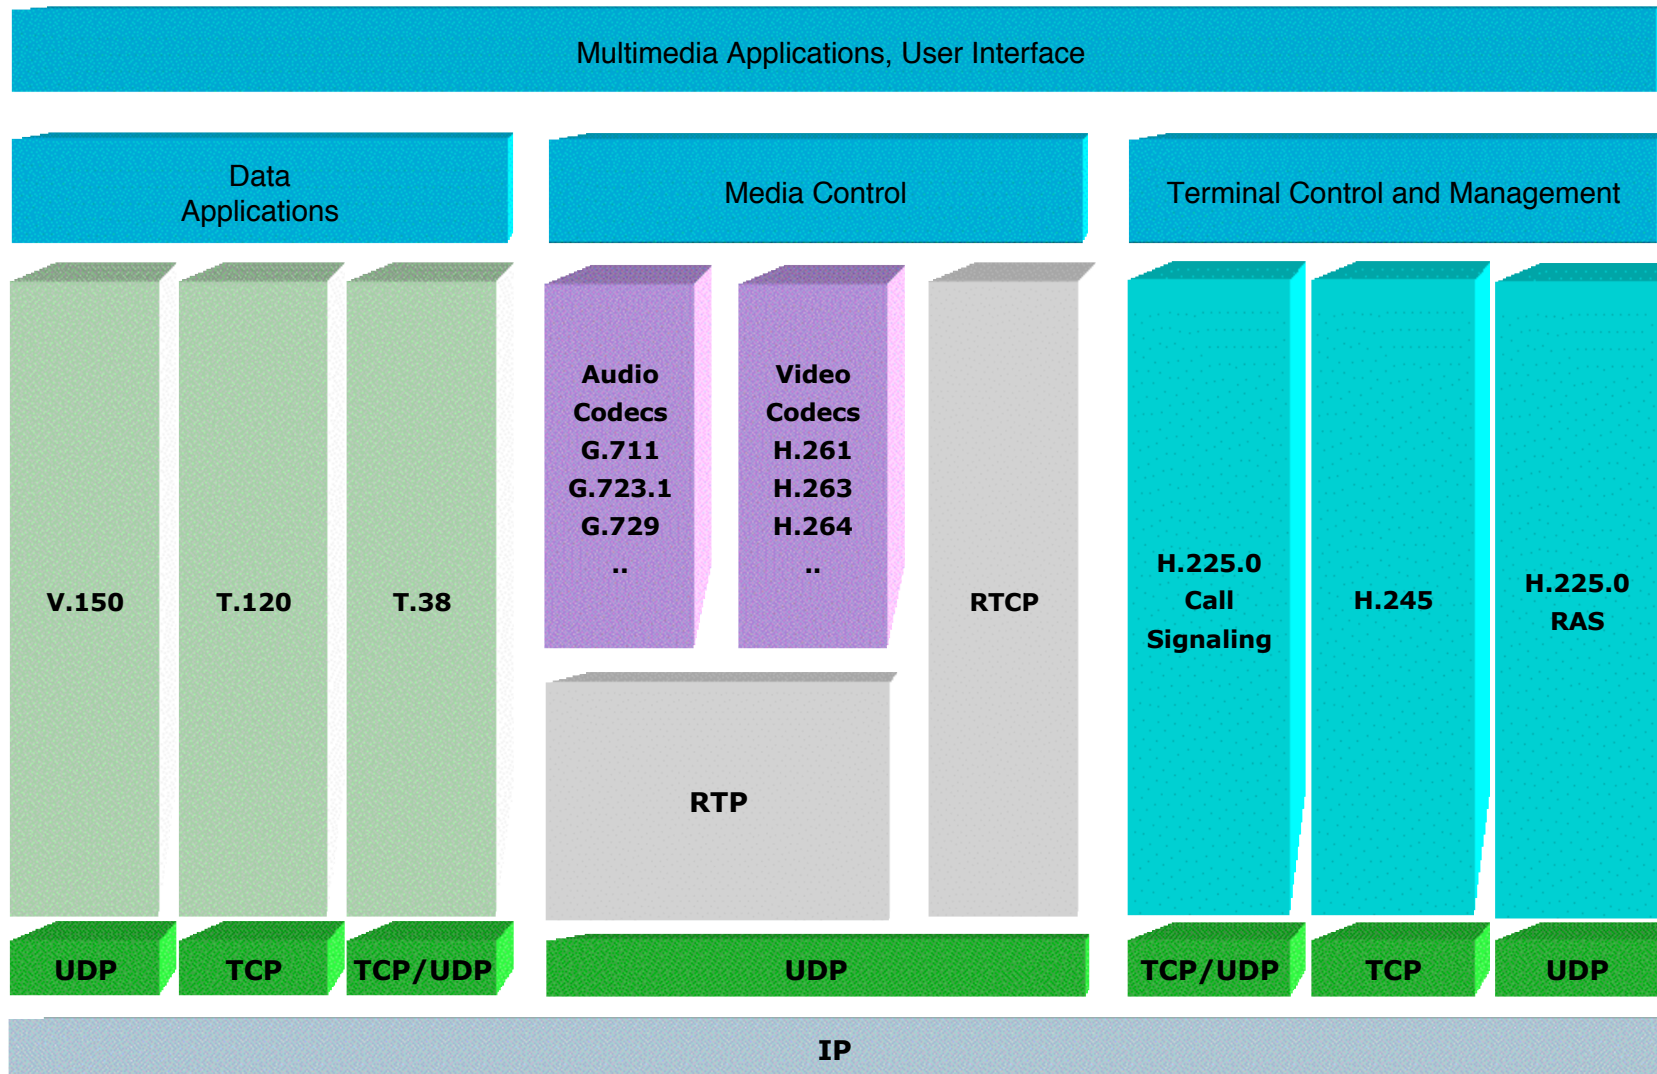 Multimedia Applications, User Interface
Data
Applications
Media Control
Terminal Control and Management
V.150
T.120
T.38
Audio
Codecs
G.711
G.723.1
G.729
..
Video
Codecs
H.261
H.263
H.264
..
RTCP
RTP
H.225.0
Call
Signaling
H.245
H.225.0
RAS
UDP
TCP
TCP/UDP
UDP
TCP/UDP
TCP
UDP
IP